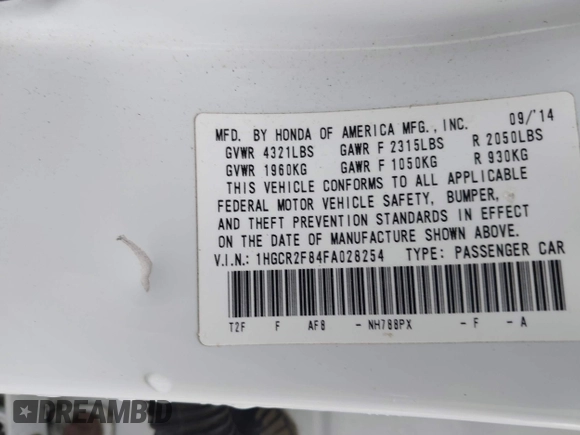 MFD. BY HONDA OF AMERICA MFG., INC. 09/'14
GVWR 4321LBS GAWR F 2315LBS R 2050LBS
GVWR 1960KG GAWR F 1050KG R 930KG
THIS VEHICLE CONFORMS TO ALL APPLICABLE
FEDERAL MOTOR VEHICLE SAFETY, BUMPER,
AND THEFT PREVENTION STANDARDS IN EFFECT
ON THE DATE OF MANUFACTURE SHOWN ABOVE.
V.I.N.: 1HGCR2F84FA028254 TYPE: PASSENGER CAR
T2F F AF8 - NH788PX - F - A
DREAMBID